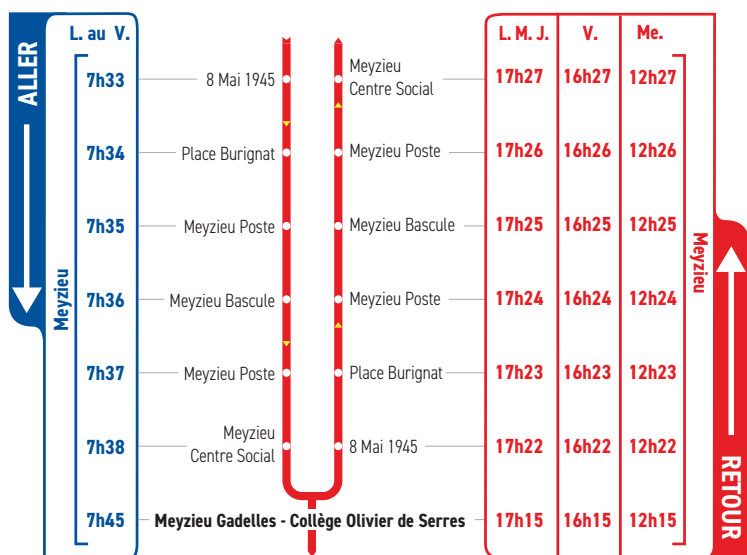 ALLER
L. au V.
L. M. J. V. Me.
7h33 8 Mai 1945 Meyzieu
Centre Social 17h27 16h27 12h27
7h34 Place Burignat Meyzieu Poste 17h26 16h26 12h26
7h35 Meyzieu Poste Meyzieu Bascule 17h25 16h25 12h25
Meyzieu
Meyzieu
7h36 Meyzieu Bascule Meyzieu Poste 17h24 16h24 12h24
7h37 Meyzieu Poste Place Burignat 17h23 16h23 12h23
7h38 Meyzieu
Centre Social 8 Mai 1945 17h22 16h22 12h22
7h45 Meyzieu Gadelles - Collège Olivier de Serres 17h15 16h15 12h15
RETOUR